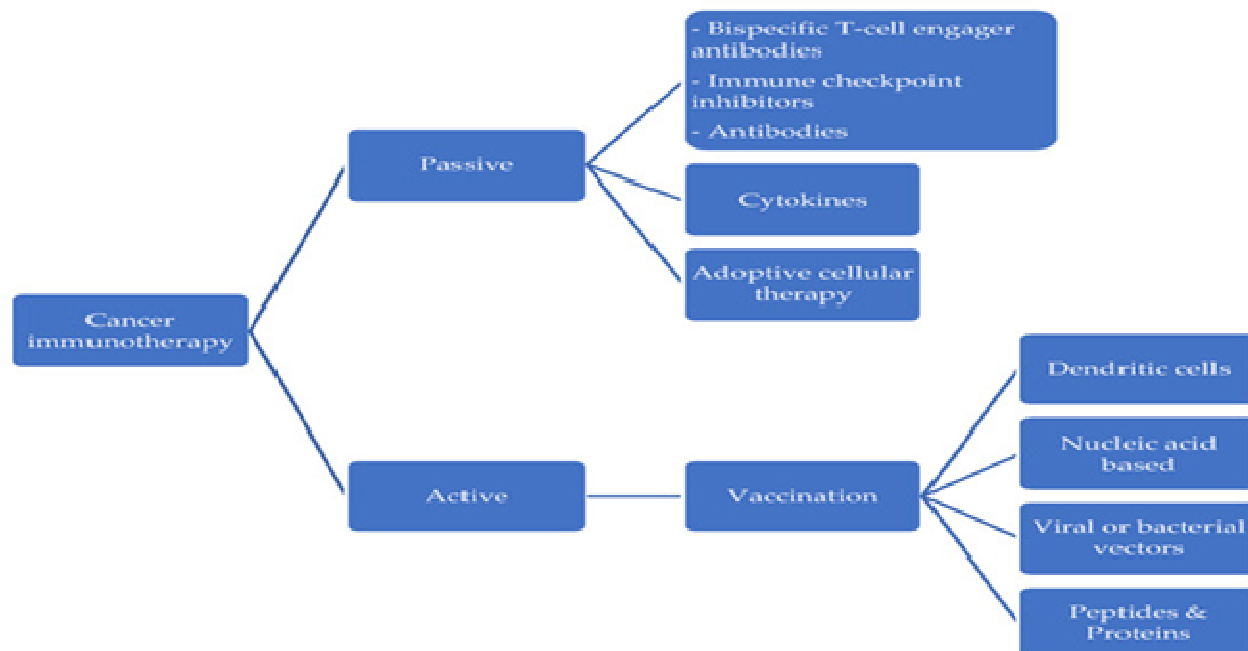 - Bispecific T-cell engager
antibodies
- Immune checkpoint
inhibitors
- Antibodies
Passive
Cytokines
Adoptive cellular
therapy
Cancer
immunotherapy
Dendritic cells
Nucleic acid
based
Active
Vaccination
Viral or bacterial
vectors
Peptides &
Proteins